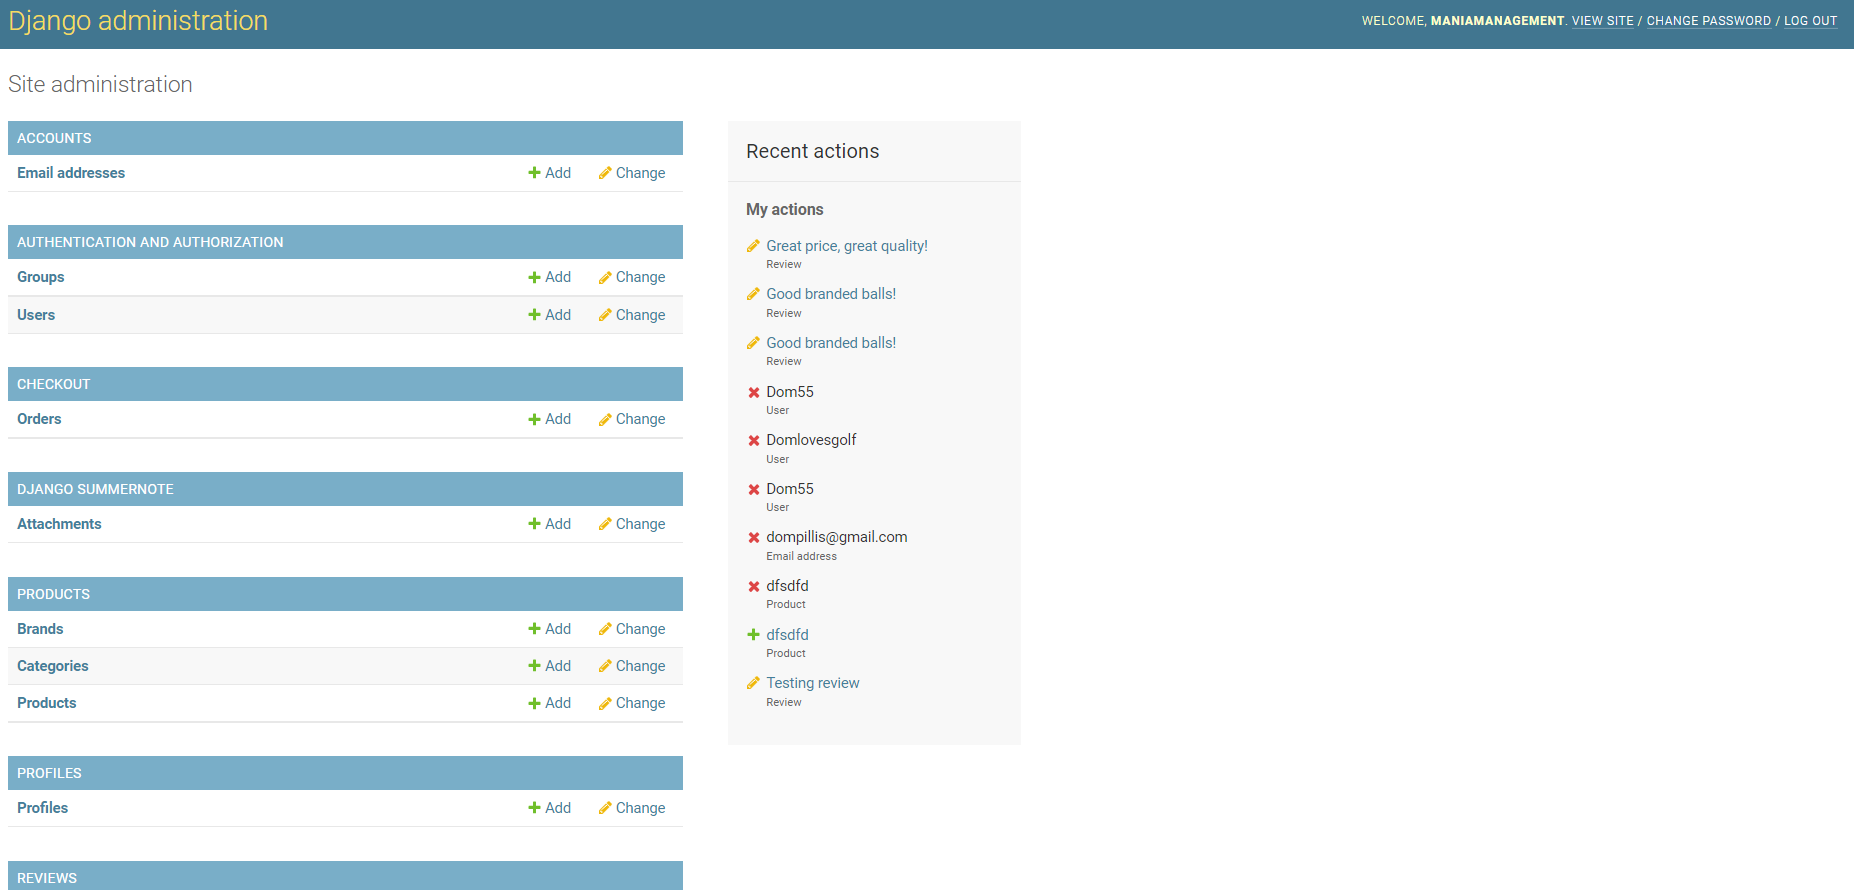 Django administration
WELCOME, MANIAMANAGEMENT. VIEW SITE / CHANGE PASSWORD / LOG OUT
Site administration
ACCOUNTS
Email addresses Add Change
AUTHENTICATION AND AUTHORIZATION
Groups Add Change
Users Add Change
CHECKOUT
Orders Add Change
DJANGO SUMMERNOTE
Attachments Add Change
PRODUCTS
Brands Add Change
Categories Add Change
Products Add Change
PROFILES
Profiles Add Change
REVIEWS
Recent actions
My actions
Great price, great quality!
Review
Good branded balls!
Review
Good branded balls!
Review
Dom55
User
Domlovesgolf
User
Dom55
User
dompillis@gmail.com
Email address
dfsdfd
Product
dfsdfd
Product
Testing review
Review